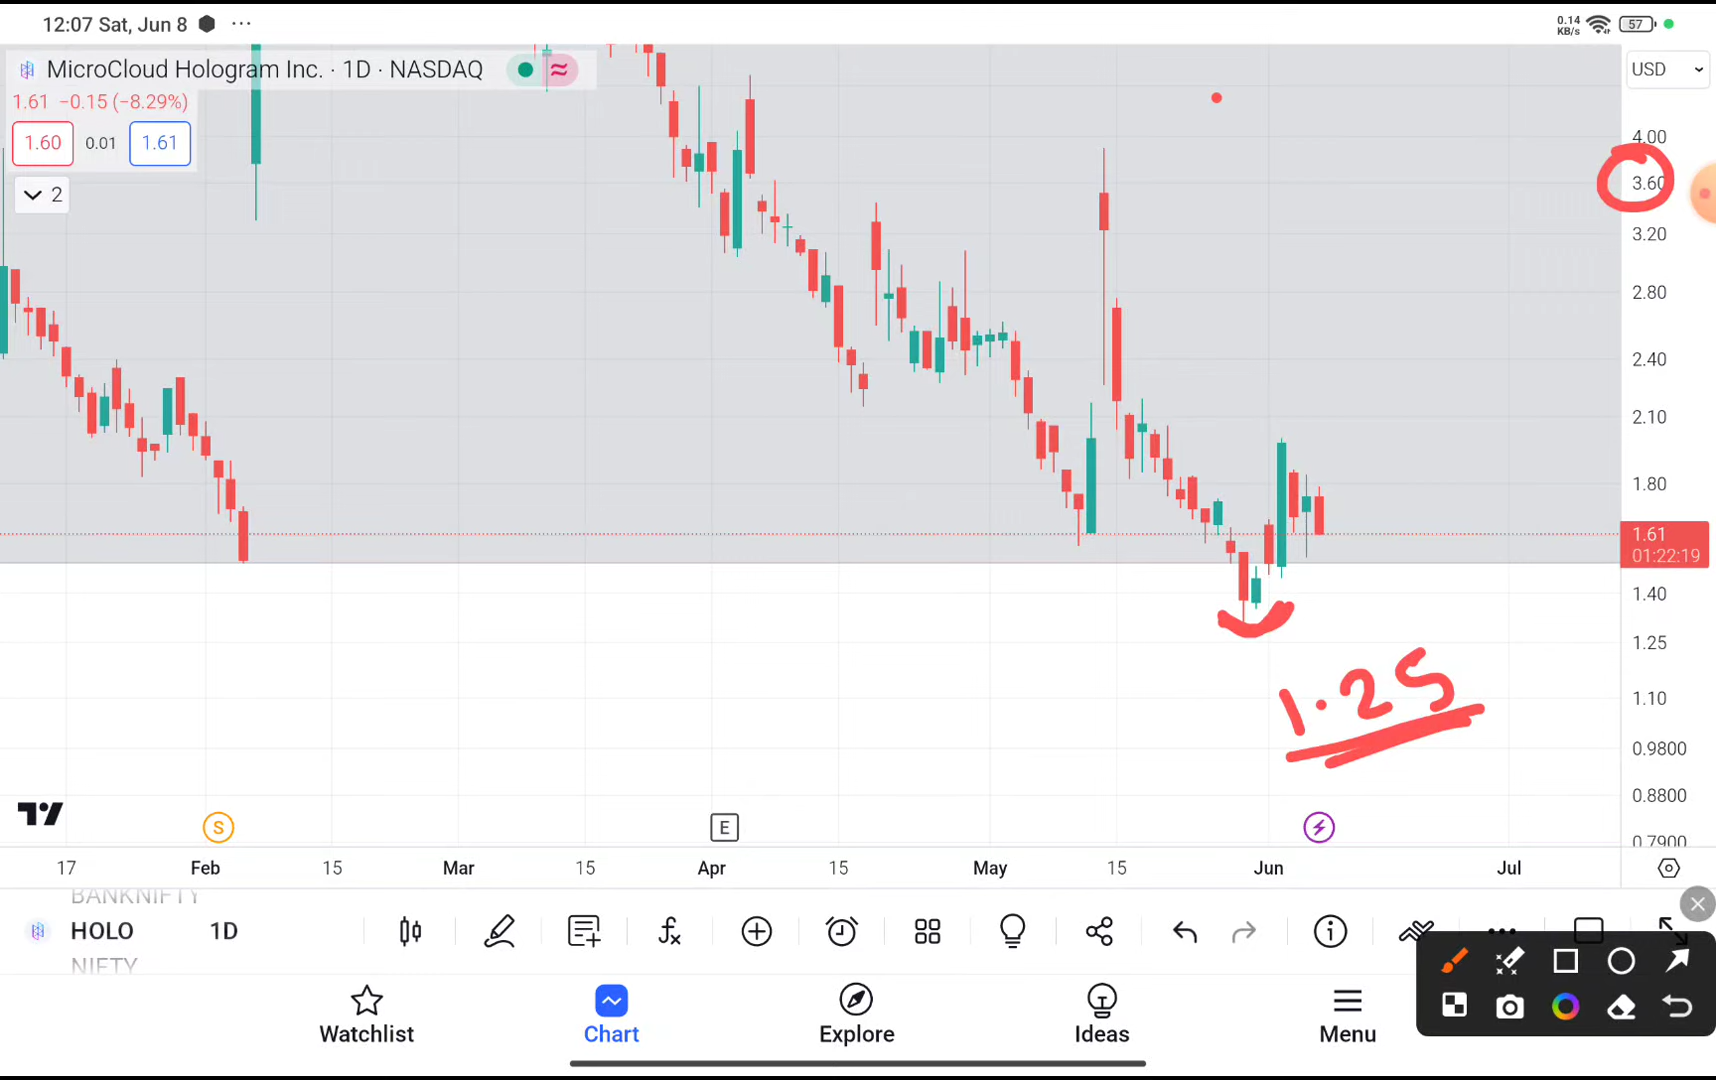 12:07 Sat, Jun 8 ···
0.14
KB/s
57
MicroCloud Hologram Inc. · 1D · NASDAQ
USD
1.61 −0.15 (−8.29%)
1.60 0.01 1.61
2
4.00
3.60
3.20
2.80
2.40
2.10
1.80
1.61
01:22:19
1.40
1.25
1.10
0.9800
0.8800
0.7900
1.25
S
E
17 Feb 15 Mar 15 Apr 15 May 15 Jun Jul
BANKNIFTY
HOLO 1D
NIFTY
Watchlist Chart Explore Ideas Menu